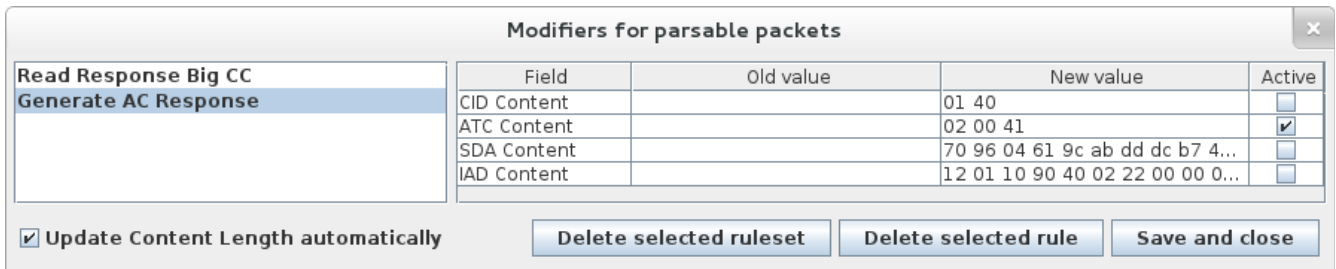 Modifiers for parsable packets
Read Response Big CC
Generate AC Response
Field Old value New value Active
CID Content 01 40
ATC Content 02 00 41
SDA Content 70 96 04 61 9c ab dd dc b7 4...
IAD Content 12 01 10 90 40 02 22 00 00 0...
Update Content Length automatically Delete selected ruleset Delete selected rule Save and close